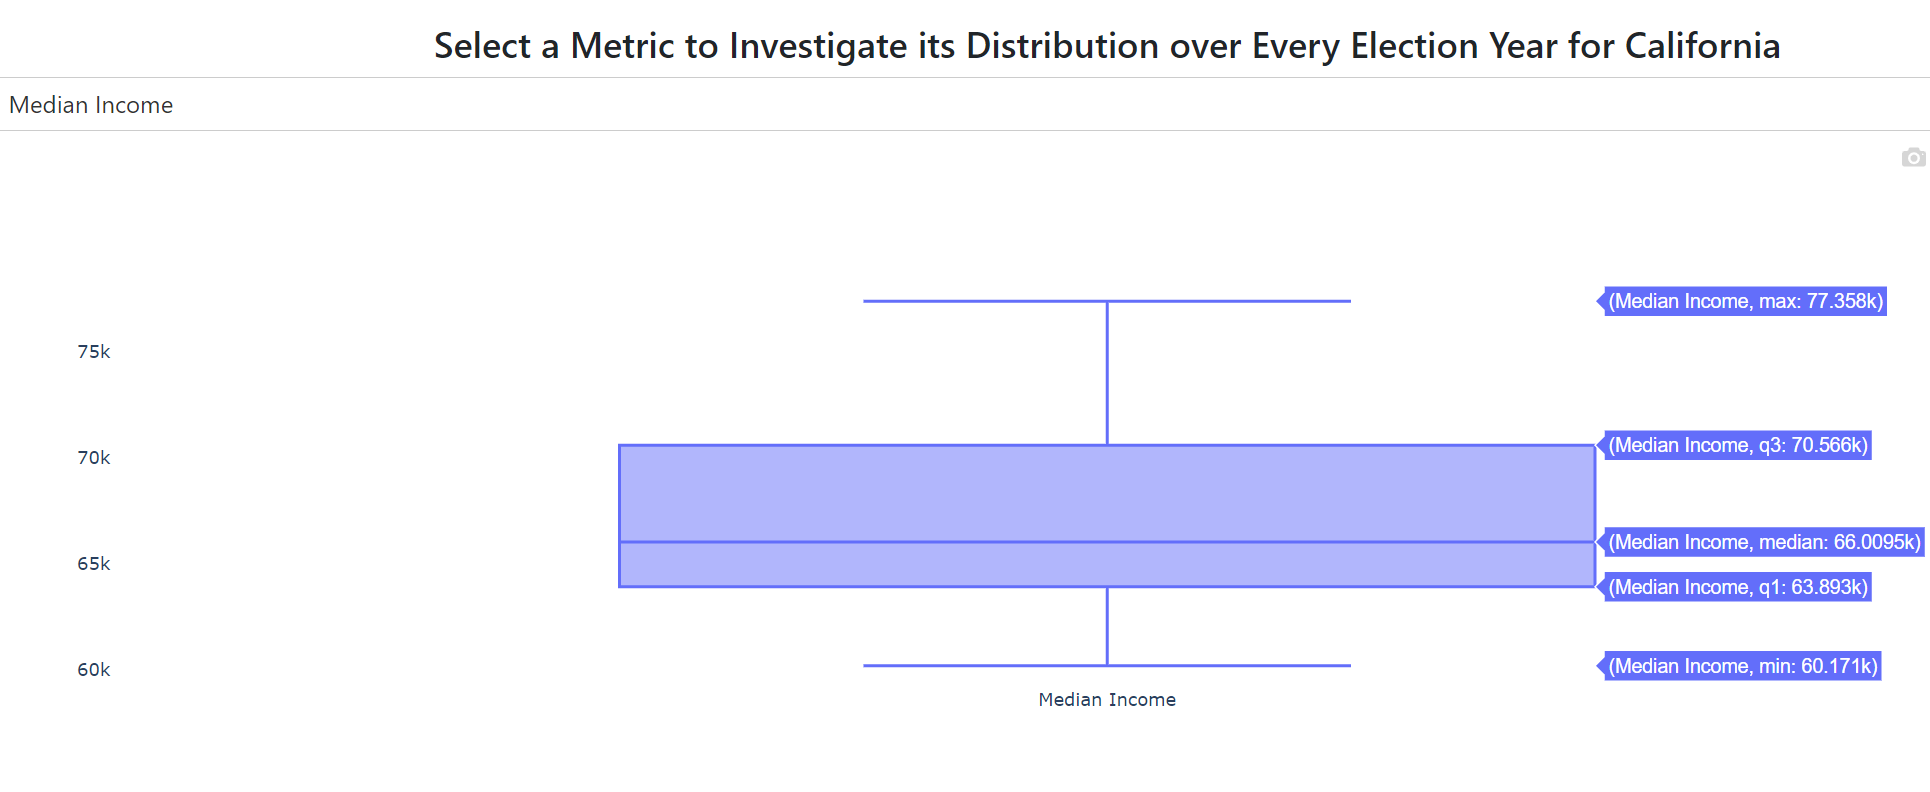 Select a Metric to Investigate its Distribution over Every Election Year for California
Median Income
(Median Income, max: 77.358k)
75k
(Median Income, q3: 70.566k)
70k
(Median Income, median: 66.0095k)
65k
(Median Income, q1: 63.893k)
(Median Income, min: 60.171k)
60k
Median Income